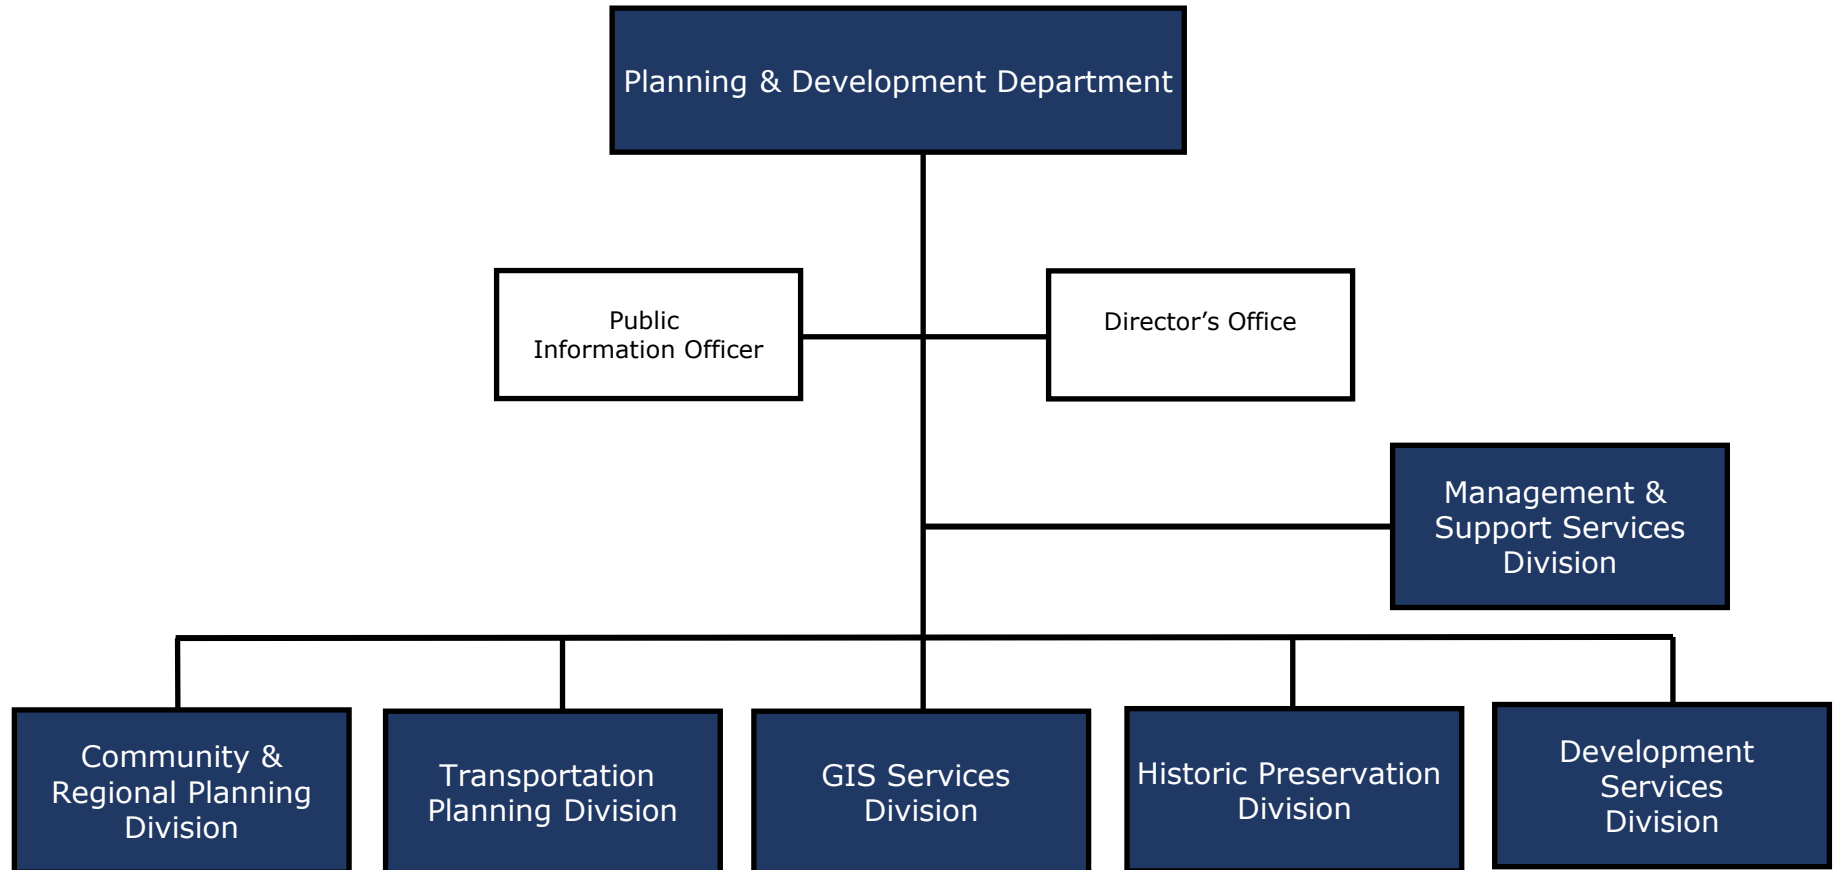 Planning & Development Department
Public
Information Officer
Director’s Office
Management &
Support Services
Division
Community &
Regional Planning
Division
Transportation
Planning Division
GIS Services
Division
Historic Preservation
Division
Development
Services
Division